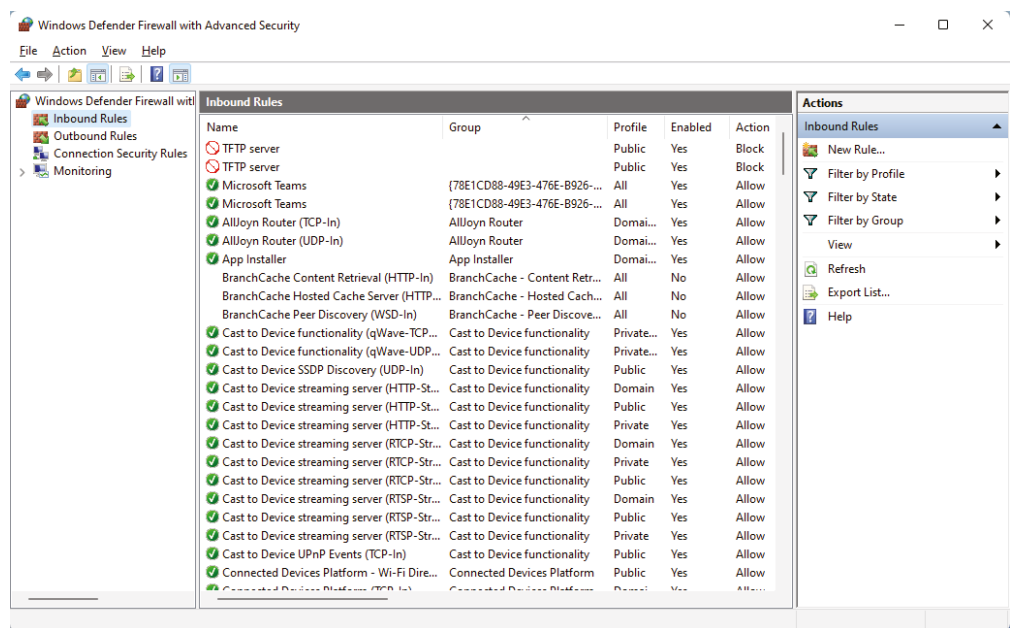 Windows Defender Firewall with Advanced Security
File Action View Help
Windows Defender Firewall witl
Inbound Rules
Outbound Rules
Connection Security Rules
Monitoring
Inbound Rules
Name Group Profile Enabled Action
TFTP server Public Yes Block
TFTP server Public Yes Block
Microsoft Teams {78E1CD88-49E3-476E-B926-... All Yes Allow
Microsoft Teams {78E1CD88-49E3-476E-B926-... All Yes Allow
AllJoyn Router (TCP-In) AllJoyn Router Domai... Yes Allow
AllJoyn Router (UDP-In) AllJoyn Router Domai... Yes Allow
App Installer App Installer Domai... Yes Allow
BranchCache Content Retrieval (HTTP-In) BranchCache - Content Retr... All No Allow
BranchCache Hosted Cache Server (HTTP... BranchCache - Hosted Cach... All No Allow
BranchCache Peer Discovery (WSD-In) BranchCache - Peer Discove... All No Allow
Cast to Device functionality (qWave-TCP... Cast to Device functionality Private... Yes Allow
Cast to Device functionality (qWave-UDP... Cast to Device functionality Private... Yes Allow
Cast to Device SSDP Discovery (UDP-In) Cast to Device functionality Public Yes Allow
Cast to Device streaming server (HTTP-St... Cast to Device functionality Domain Yes Allow
Cast to Device streaming server (HTTP-St... Cast to Device functionality Public Yes Allow
Cast to Device streaming server (HTTP-St... Cast to Device functionality Private Yes Allow
Cast to Device streaming server (RTCP-Str... Cast to Device functionality Domain Yes Allow
Cast to Device streaming server (RTCP-Str... Cast to Device functionality Private Yes Allow
Cast to Device streaming server (RTCP-Str... Cast to Device functionality Public Yes Allow
Cast to Device streaming server (RTSP-Str... Cast to Device functionality Domain Yes Allow
Cast to Device streaming server (RTSP-Str... Cast to Device functionality Public Yes Allow
Cast to Device streaming server (RTSP-Str... Cast to Device functionality Private Yes Allow
Cast to Device UPnP Events (TCP-In) Cast to Device functionality Public Yes Allow
Connected Devices Platform - Wi-Fi Dire... Connected Devices Platform Public Yes Allow
Actions
Inbound Rules
New Rule...
Filter by Profile
Filter by State
Filter by Group
View
Refresh
Export List...
Help